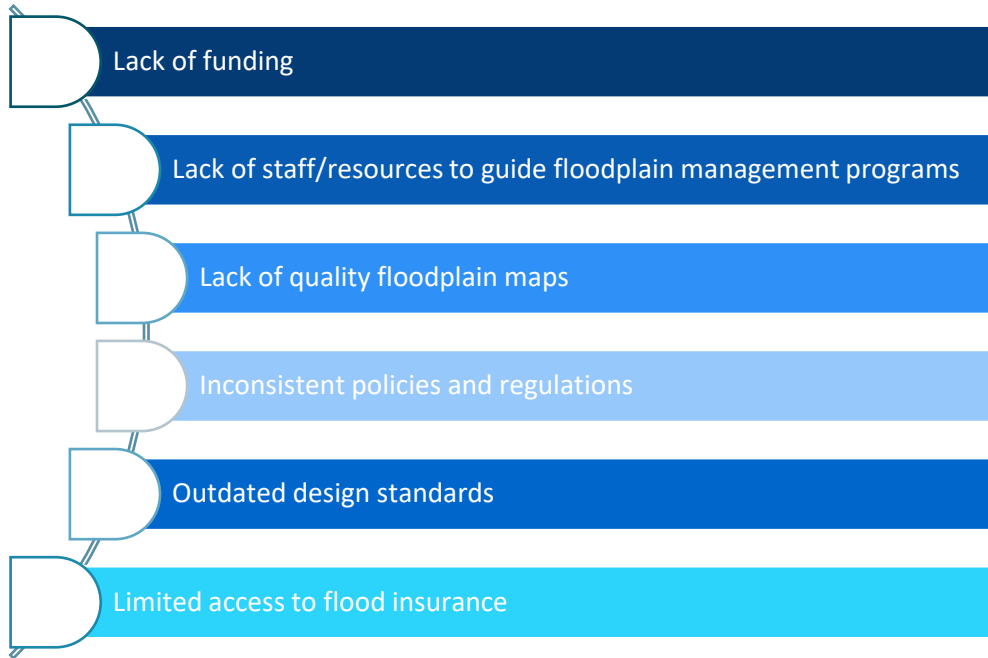 Lack of funding
Lack of staff/resources to guide floodplain management programs
Lack of quality floodplain maps
Inconsistent policies and regulations
Outdated design standards
Limited access to flood insurance